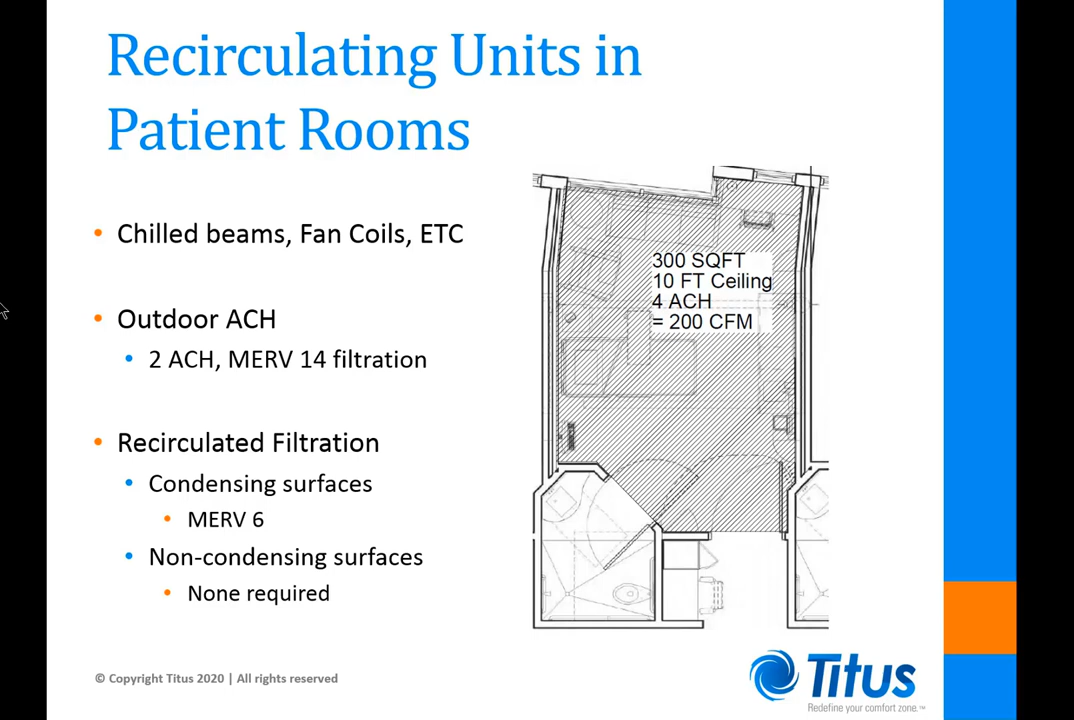 Recirculating Units in
Patient Rooms
• Chilled beams, Fan Coils, ETC
• Outdoor ACH
• 2 ACH, MERV 14 filtration
• Recirculated Filtration
• Condensing surfaces
• MERV 6
• Non-condensing surfaces
• None required
300 SQFT
10 FT Ceiling
4 ACH
= 200 CFM
© Copyright Titus 2020 | All rights reserved
Titus
Redefine your comfort zone.™